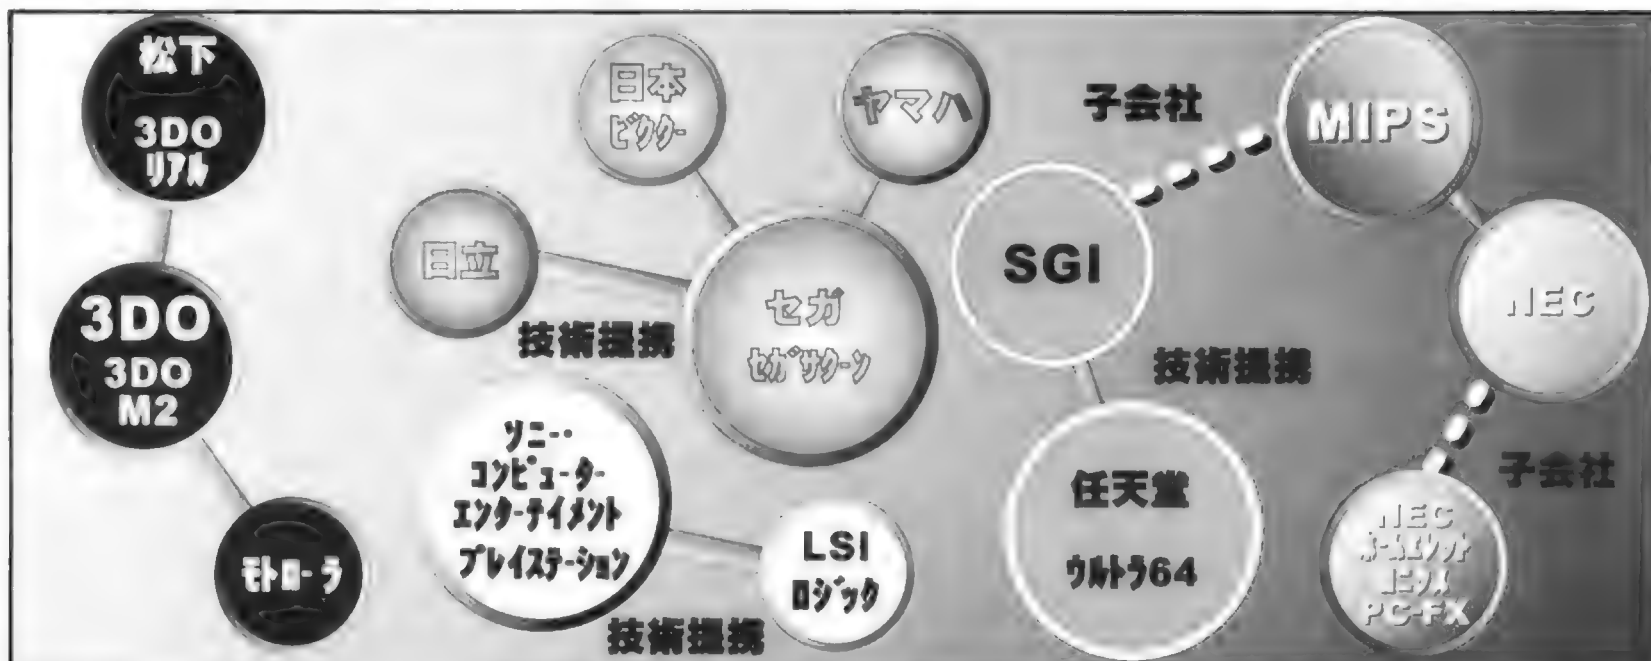 松下
3DO
リアル
3DO
3DO
M2
モトローラ
日本
ビクター
ヤマハ
日立
技術提携
セガ
セガサターン
ソニー・
コンピューター
エンターテイメント
プレイステーション
LSI
ロジック
技術提携
子会社
MIPS
SGI
NEC
技術提携
任天堂
ウルトラ64
子会社
NEC
ホームエレクト
ロニクス
PC-FX